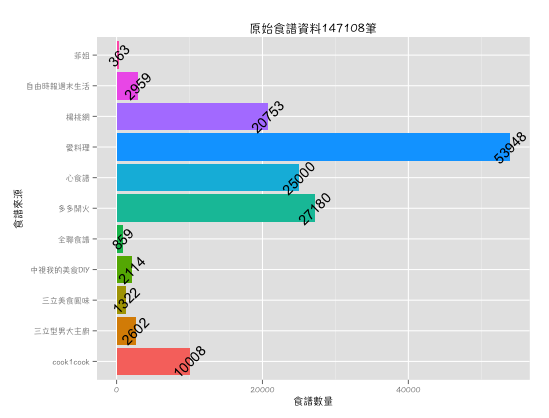 原始食譜資料147108筆
食譜來源
菲姐
363
自由時報週末生活
2959
楊桃網
20753
愛料理
53948
心食譜
25000
多多開火
27180
全聯食譜
859
中視我的美食DIY
2114
三立美食風味
1322
三立型男大主廚
2602
cook1cook
10008
0 20000 40000
食譜數量